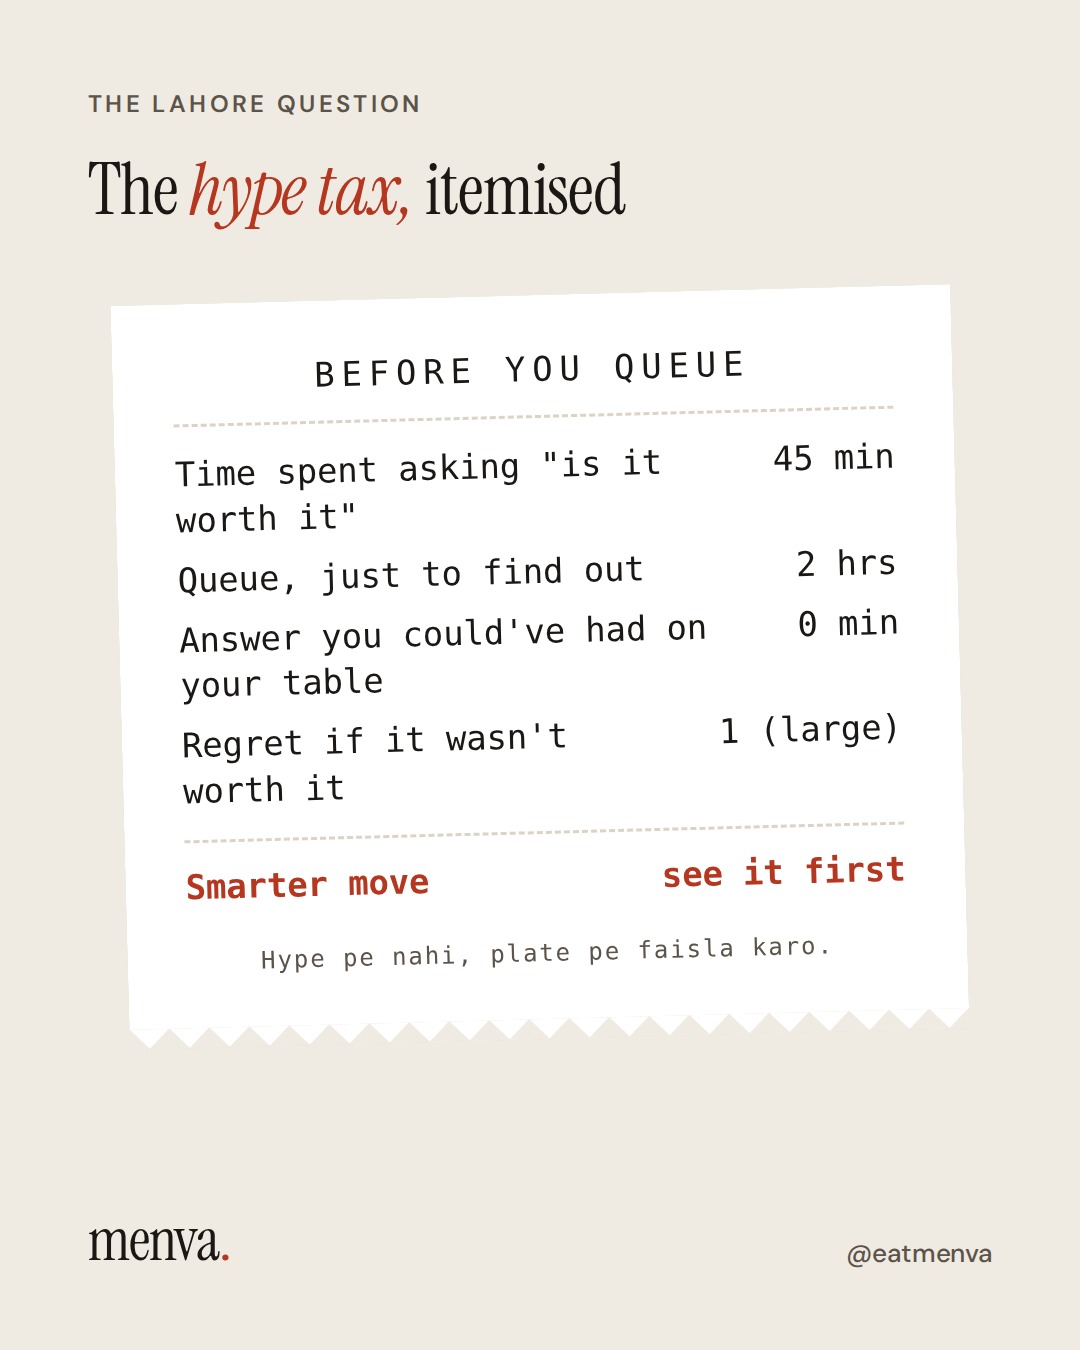 THE LAHORE QUESTION
The hype tax, itemised
BEFORE YOU QUEUE
Time spent asking "is it 45 min
worth it"
Queue, just to find out 2 hrs
Answer you could've had on 0 min
your table
Regret if it wasn't 1 (large)
worth it
Smarter move see it first
Hype pe nahi, plate pe faisla karo.
menva.
@eatmenva